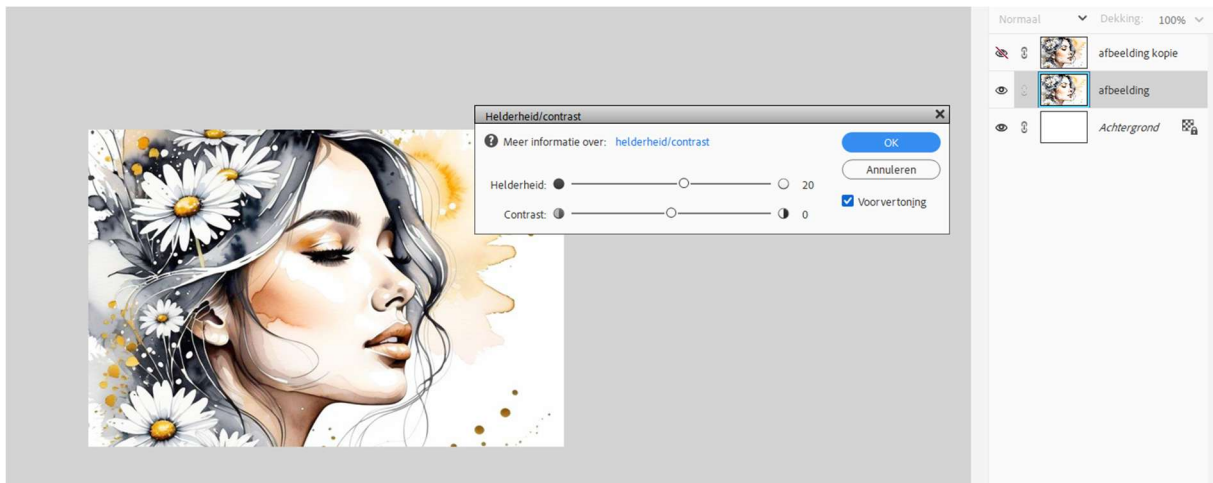 Normaal Dekking: 100%
afbeelding kopie
afbeelding
Achtergrond
Helderheid/contrast
Meer informatie over: helderheid/contrast
OK
Annuleren
Helderheid: 20
Voorvertoning
Contrast: 0